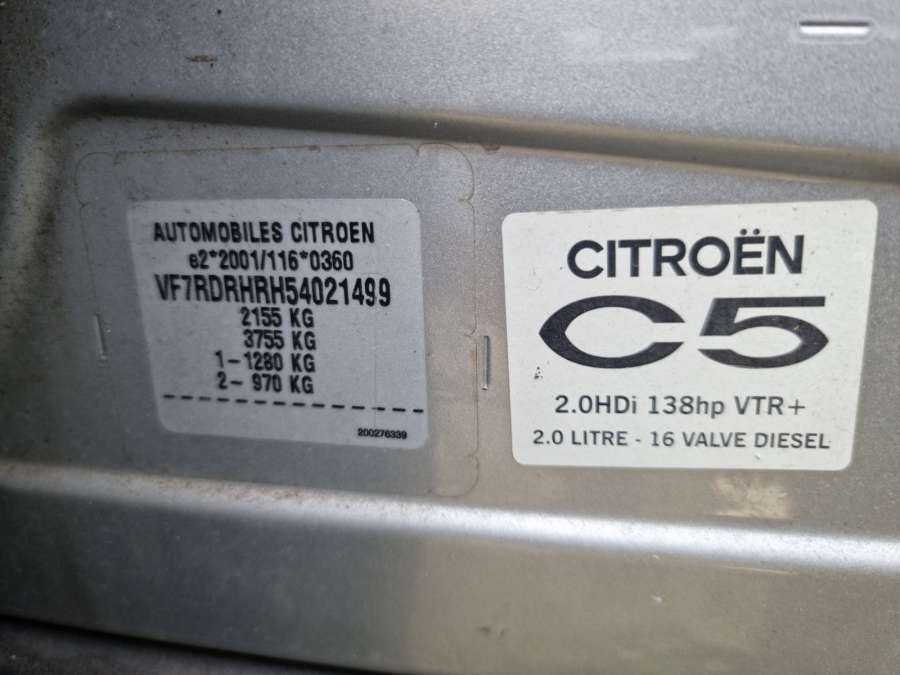 AUTOMOBILES CITROEN
e2*2001/116*0360
VF7RDRHRH54021499
2155 KG
3755 KG
1-1280 KG
2- 970 KG
200276339
CITROËN
C5
2.0HDi 138hp VTR+
2.0 LITRE - 16 VALVE DIESEL